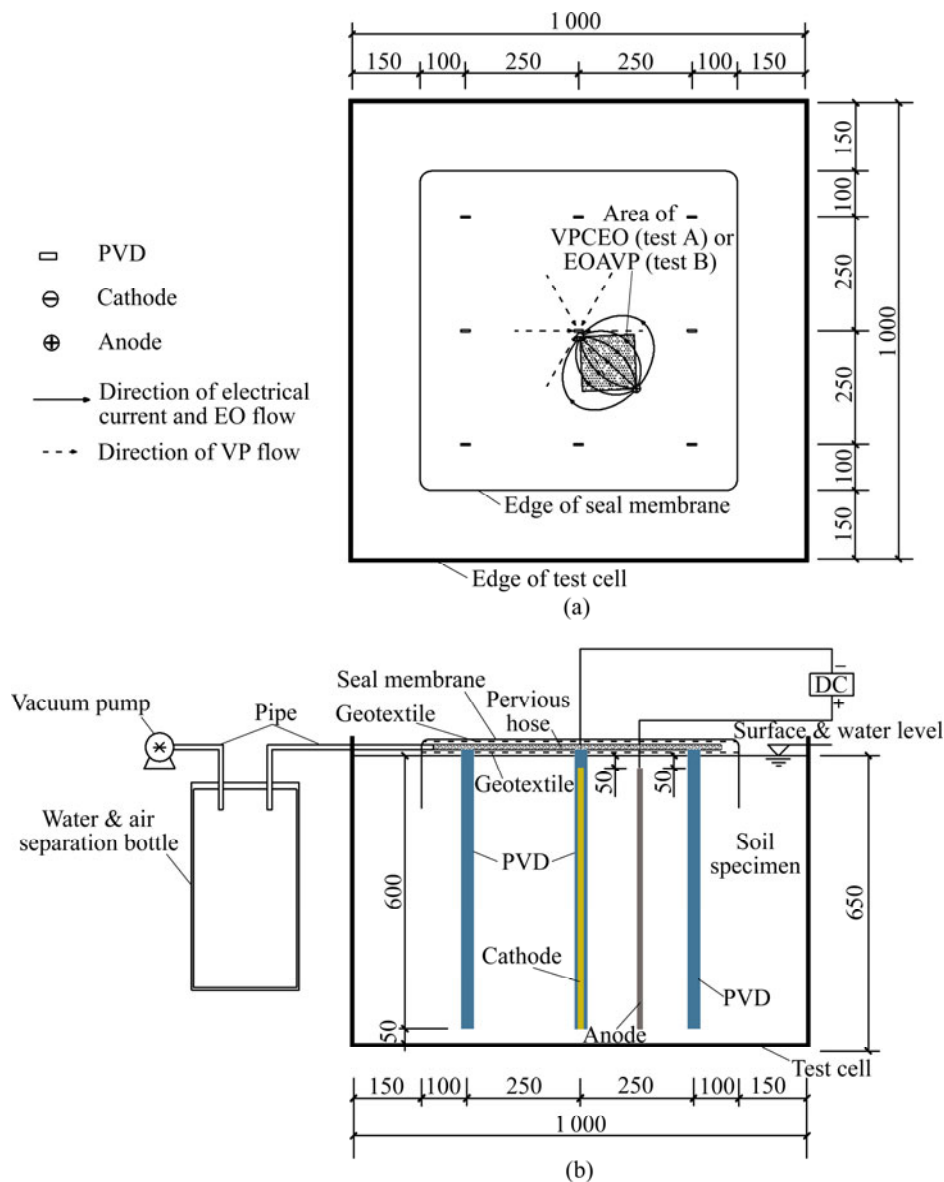 1 000
150
100
250
250
100
150
150
100
250
250
100
150
1 000
Area of
VPCEO (test A) or
EOAVP (test B)
PVD
Cathode
Anode
Direction of electrical
current and EO flow
Direction of VP flow
Edge of seal membrane
Edge of test cell
(a)
DC
−
+
Seal membrane
Pervious
hose
Vacuum pump
Pipe
Geotextile
Surface & water level
Geotextile
50
50
Water & air
separation bottle
PVD
Soil
specimen
600
650
Cathode
PVD
Anode
50
Test cell
150
100
250
250
100
150
1 000
(b)